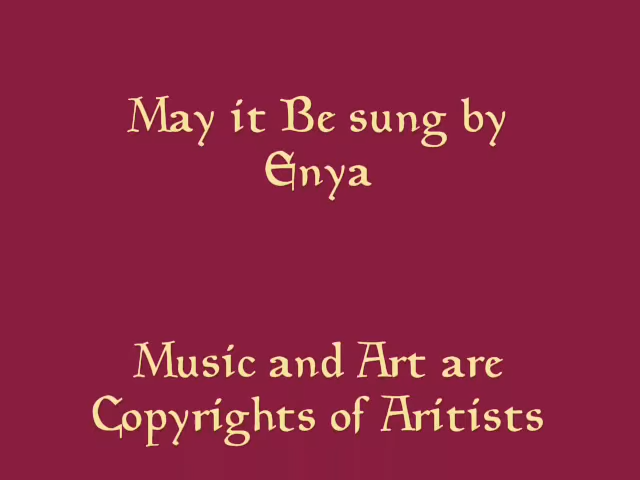 May it Be sung by
Enya
Music and Art are
Copyrights of Aritists